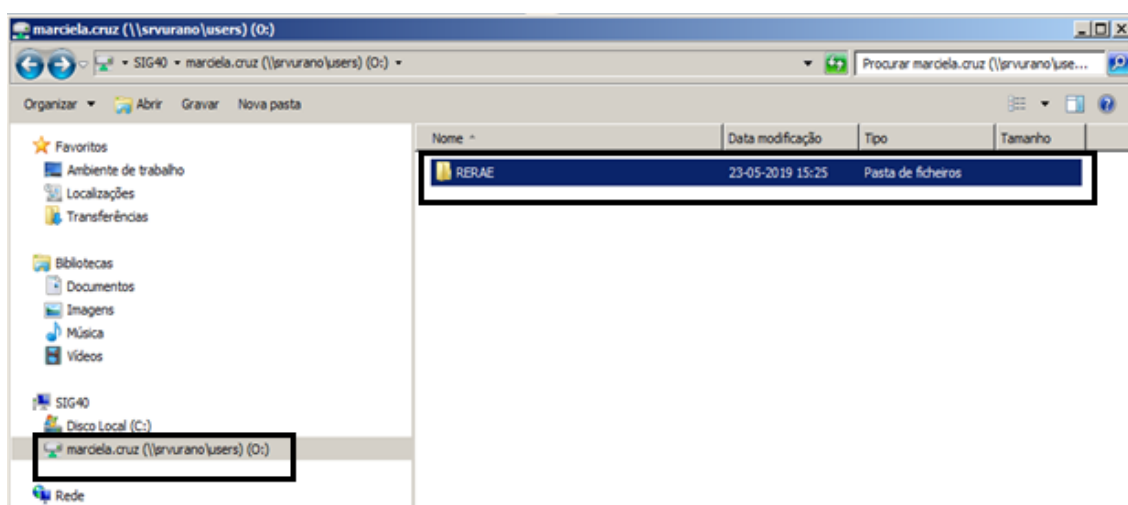 marciela.cruz (\\srvurano\users) (O:)
SIG40 marciela.cruz (\\srvurano\users) (O:)
Procurar marciela.cruz (\\srvurano\use...
Organizar Abrir Gravar Nova pasta
Favoritos
Ambiente de trabalho
Localizações
Transferências
Bibliotecas
Documentos
Imagens
Música
Vídeos
SIG40
Disco Local (C:)
marciela.cruz (\\srvurano\users) (O:)
Rede
Nome Data modificação Tipo Tamanho
RERAE 23-05-2019 15:25 Pasta de ficheiros